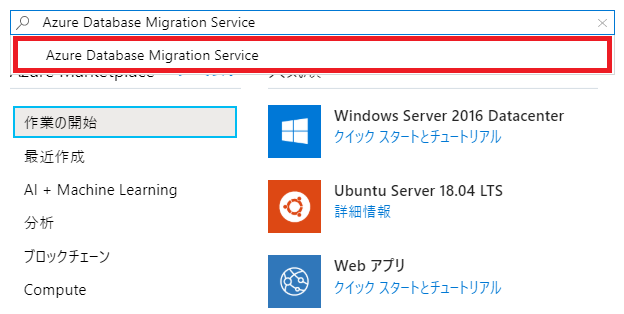 Azure Database Migration Service
Azure Database Migration Service
Azure Marketplace
作業の開始
最近作成
AI + Machine Learning
分析
ブロックチェーン
Compute
Windows Server 2016 Datacenter
クイック スタートとチュートリアル
Ubuntu Server 18.04 LTS
詳細情報
Web アプリ
クイック スタートとチュートリアル